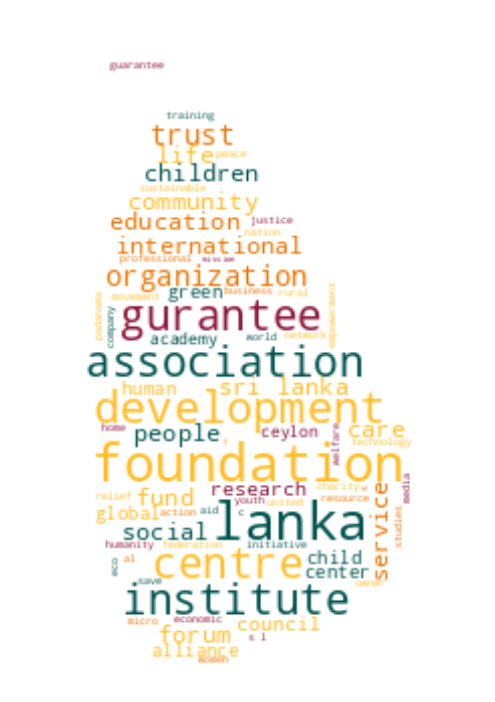 guarantee
training
trust
life peace
children
sustainable
community
education justice
nation
international
professional
organization
green business rural
movement
padanama
company
empowerment
gurantee
academy world network
association
human sri lanka
development
home people ceylon care
welfare
technology
t
foundation
research charity
relief fund youth united resource
media
global action aid c lanka
studies
service
social
humanity federation initiative
centre child
eco al center
save
institute
micro economic council
forum s l
alliance
women